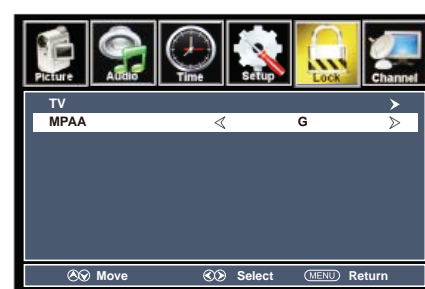 Picture Audio Time Setup Lock Channel
TV
MPAA G
Move Select MENU Return